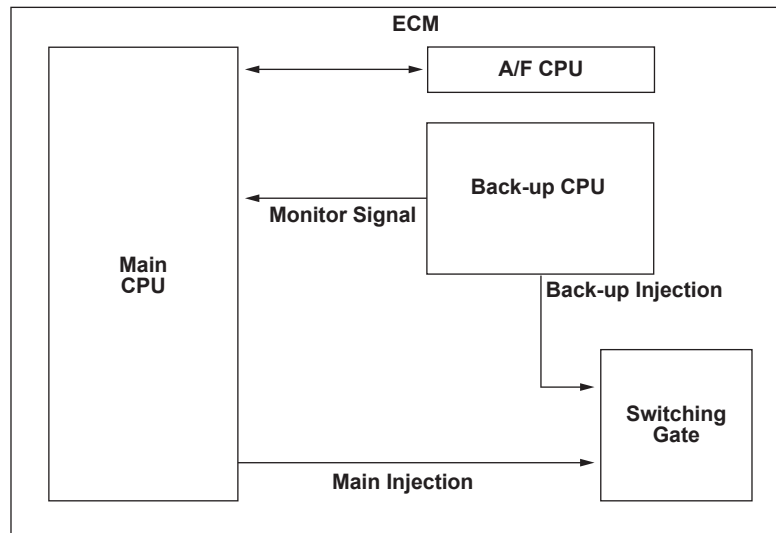 ECM
A/F CPU
Back-up CPU
Monitor Signal
Main
CPU
Back-up Injection
Switching
Gate
Main Injection